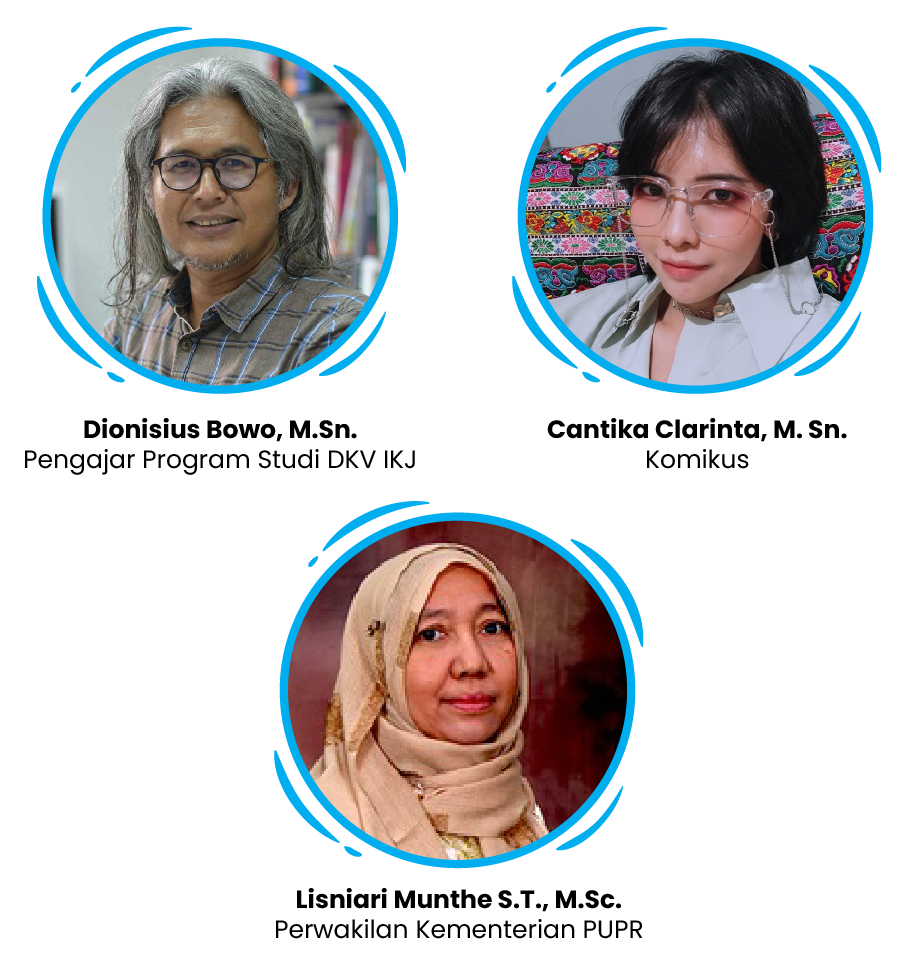 Dionisius Bowo, M.Sn.
Pengajar Program Studi DKV IKJ
Cantika Clarinta, M. Sn.
Komikus
Lisniari Munthe S.T., M.Sc.
Perwakilan Kementerian PUPR